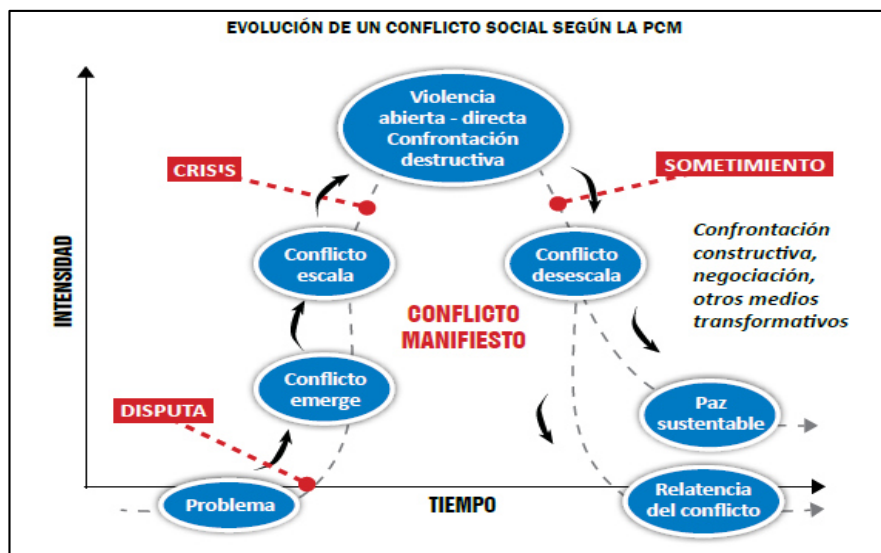 EVOLUCIÓN DE UN CONFLICTO SOCIAL SEGÚN LA PCM
INTENSIDAD
Violencia
abierta - directa
Confrontación
destructiva
CRISIS
SOMETIMIENTO
Conflicto
escala
Conflicto
desescala
Confrontación
constructiva,
negociación,
otros medios
transformativos
CONFLICTO
MANIFIESTO
Conflicto
emerge
DISPUTA
Paz
sustentable
Problema
TIEMPO
Relatencia
del conflicto